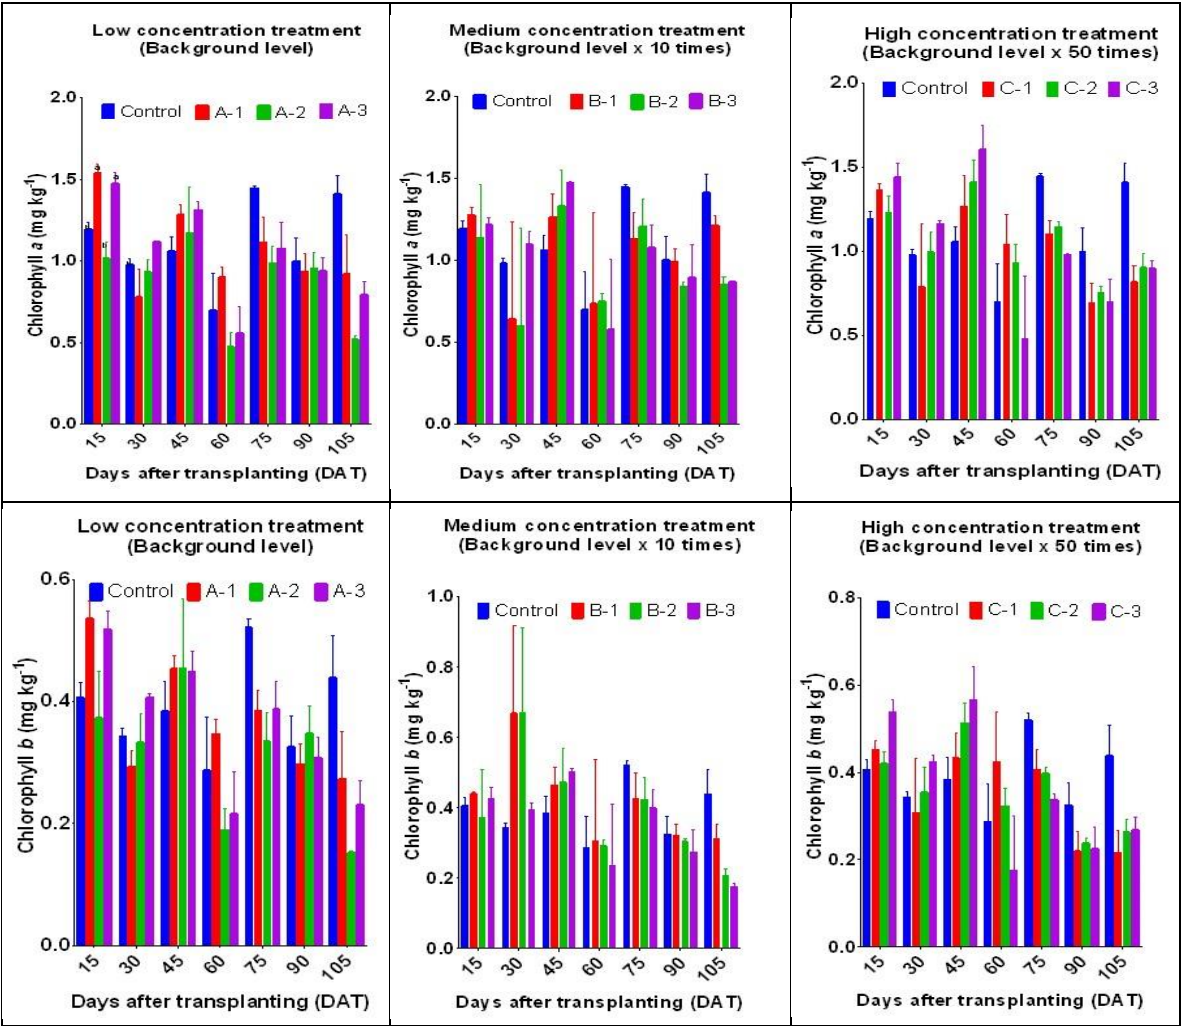 Low concentration treatment
(Background level)
Control A-1 A-2 A-3
2.0
1.5
1.0
0.5
0.0
Chlorophyll a (mg kg-1)
a
b
a
15 30 45 60 75 90 105
Days after transplanting (DAT)
Medium concentration treatment
(Background level x 10 times)
Control B-1 B-2 B-3
2.0
1.5
1.0
0.5
0.0
Chlorophyll a (mg kg-1)
15 30 45 60 75 90 105
Days after transplanting (DAT)
High concentration treatment
(Background level x 50 times)
Control C-1 C-2 C-3
2.0
1.5
1.0
0.5
0.0
Chlorophyll a (mg kg-1)
15 30 45 60 75 90 105
Days after transplanting (DAT)
Low concentration treatment
(Background level)
Control A-1 A-2 A-3
0.6
0.4
0.2
0.0
Chlorophyll b (mg kg-1)
15 30 45 60 75 90 105
Days after transplanting (DAT)
Medium concentration treatment
(Background level x 10 times)
Control B-1 B-2 B-3
1.0
0.8
0.6
0.4
0.2
0.0
Chlorophyll b (mg kg-1)
15 30 45 60 75 90 105
Days after transplanting (DAT)
High concentration treatment
(Background level x 50 times)
Control C-1 C-2 C-3
0.8
0.6
0.4
0.2
0.0
Chlorophyll b (mg kg-1)
15 30 45 60 75 90 105
Days after transplanting (DAT)